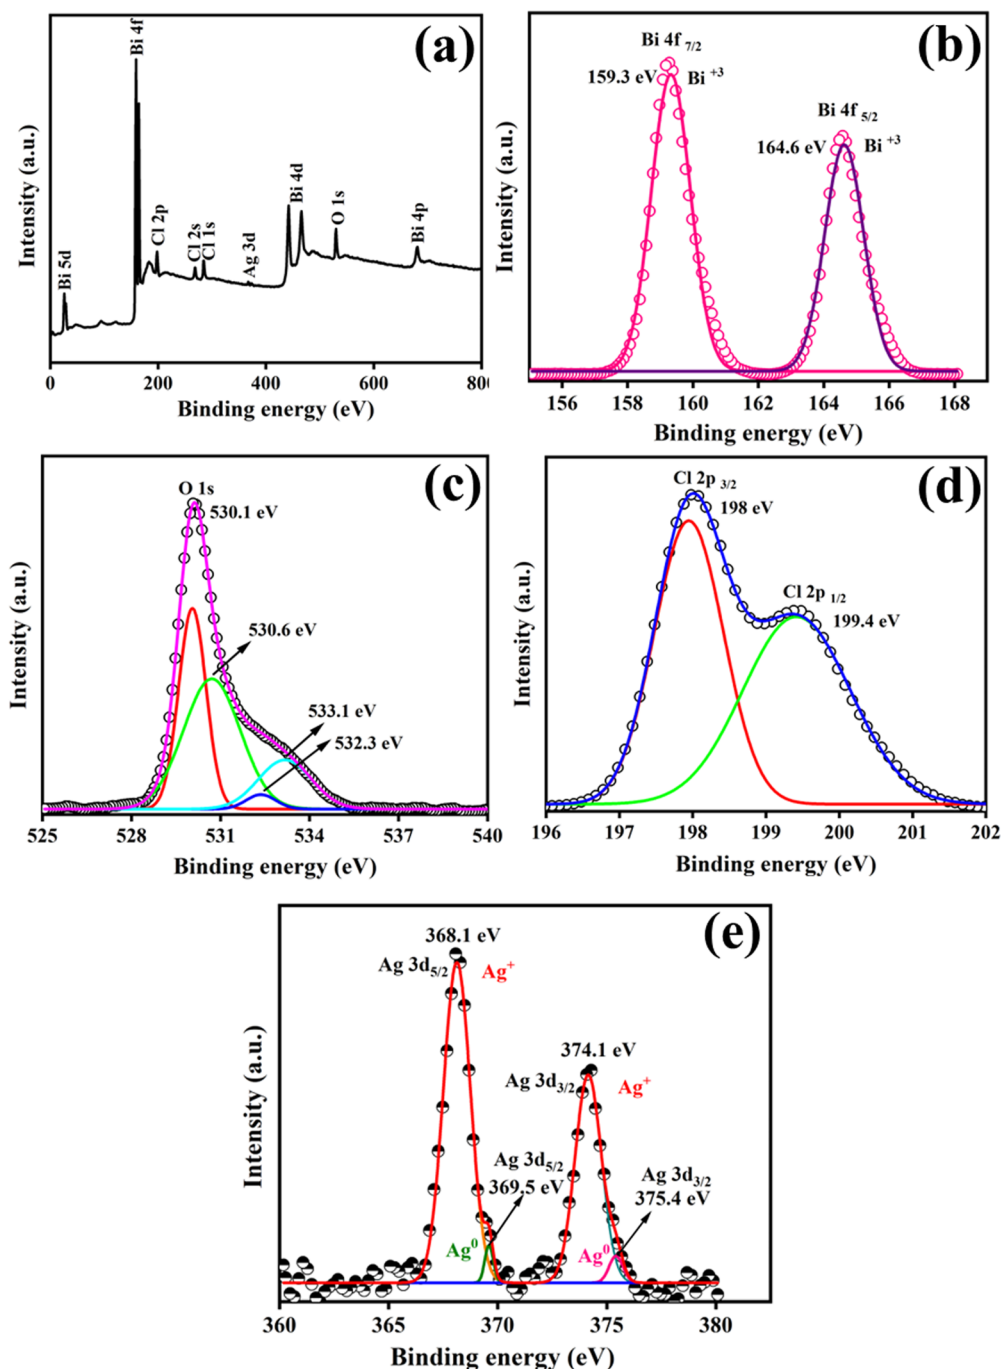 (a)
Bi 5d
Bi 4f
Cl 2p
Cl 2s
Cl 1s
Ag 3d
Bi 4d
O 1s
Bi 4p
Intensity (a.u.)
0 200 400 600 80
Binding energy (eV)
(b)
Bi 4f 7/2
159.3 eV Bi +3
Bi 4f 5/2
164.6 eV Bi +3
Intensity (a.u.)
156 158 160 162 164 166 168
Binding energy (eV)
(c)
O 1s
530.1 eV
530.6 eV
533.1 eV
532.3 eV
Intensity (a.u.)
525 528 531 534 537 540
Binding energy (eV)
(d)
Cl 2p 3/2
198 eV
Cl 2p 1/2
199.4 eV
Intensity (a.u.)
196 197 198 199 200 201 202
Binding energy (eV)
(e)
368.1 eV
Ag 3d5/2 Ag+
374.1 eV
Ag 3d3/2 Ag+
Ag 3d5/2
369.5 eV
Ag 3d3/2
375.4 eV
Ag0
Ag0
Intensity (a.u.)
360 365 370 375 380
Binding energy (eV)